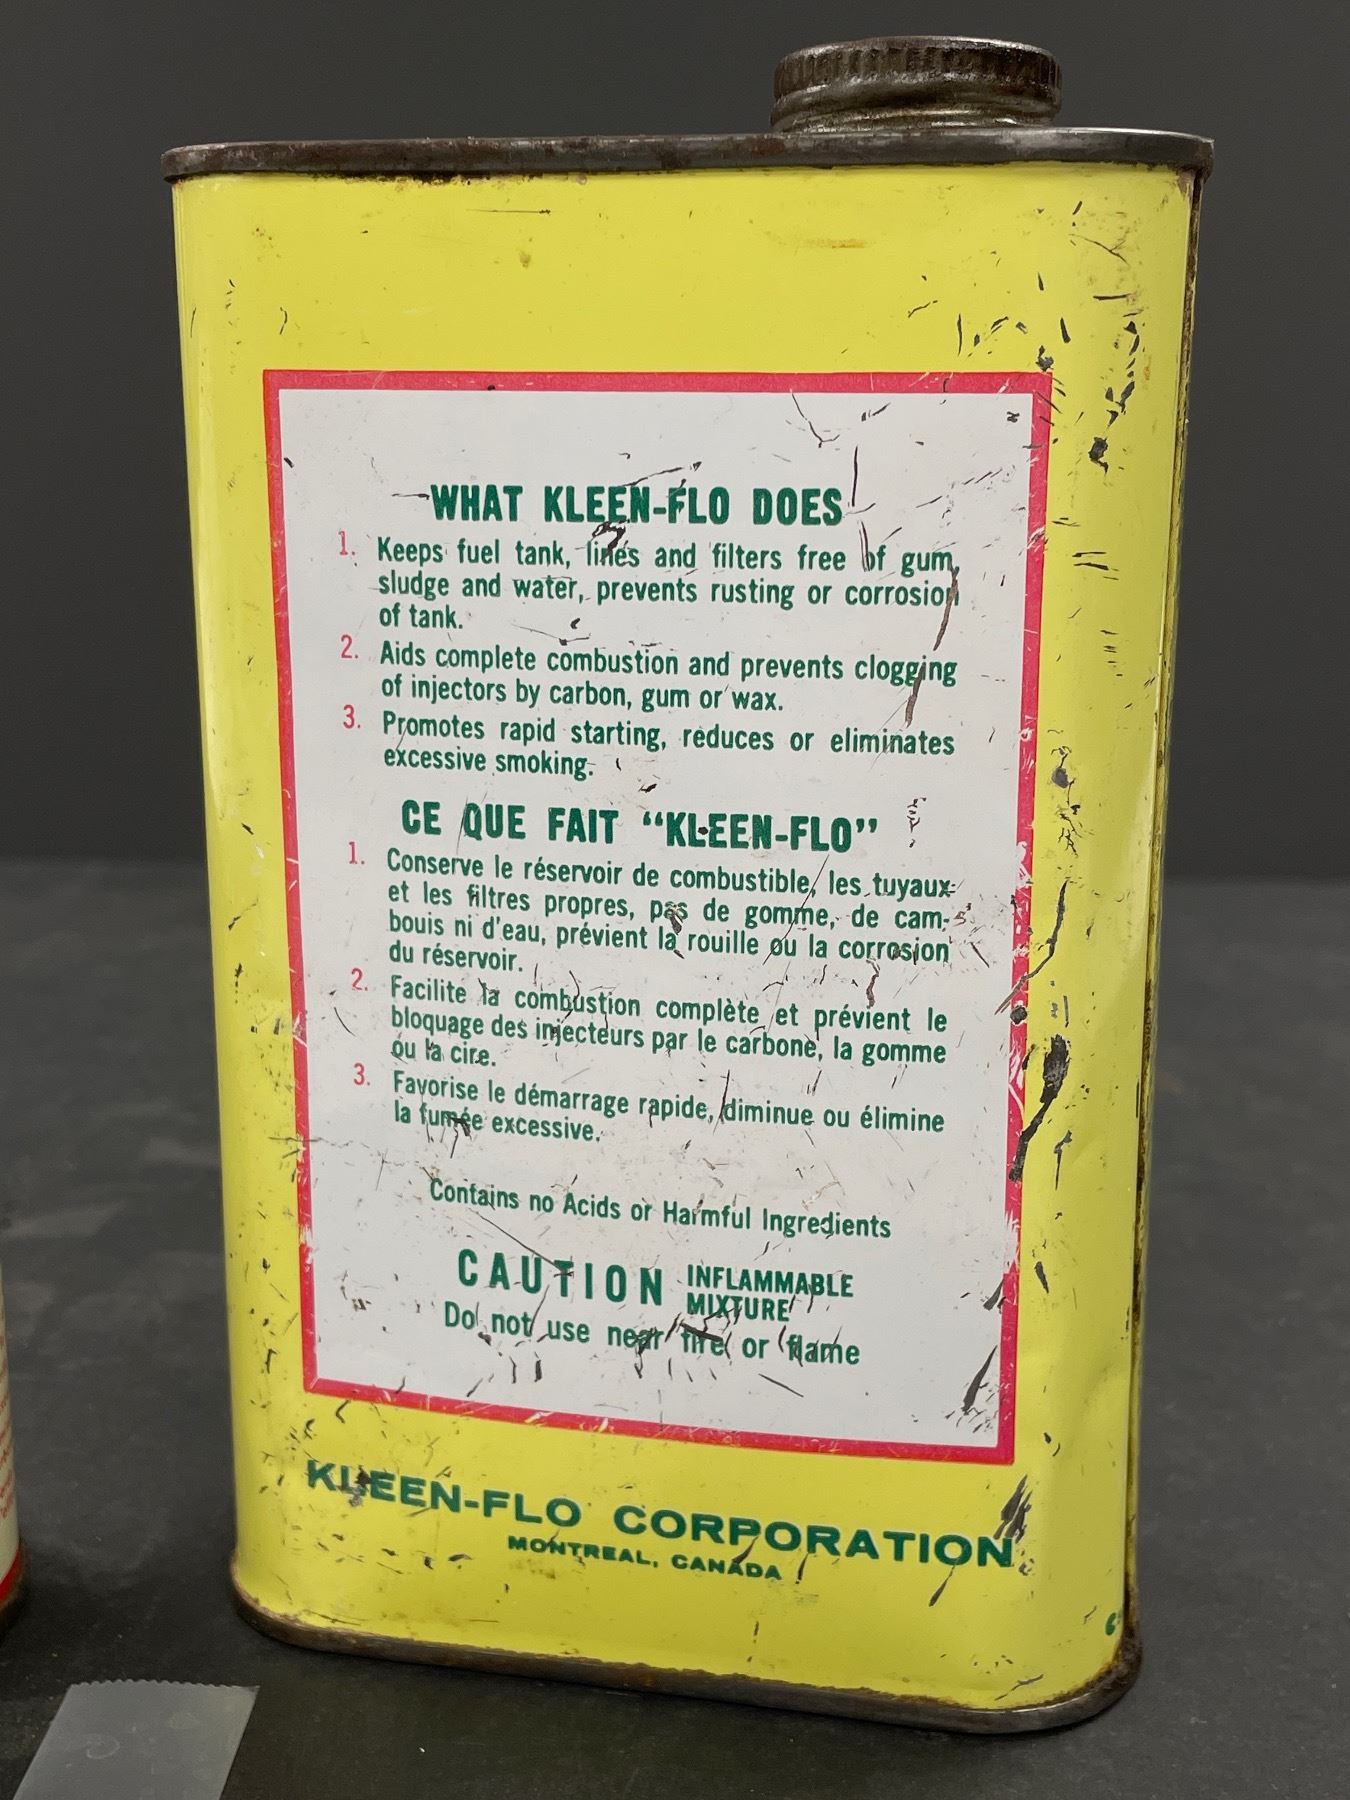 WHAT KLEEN-FLO DOES
1. Keeps fuel tank, lines and filters free of gum,
sludge and water, prevents rusting or corrosion
of tank.
2. Aids complete combustion and prevents clogging
of injectors by carbon, gum or wax.
3. Promotes rapid starting, reduces or eliminates
excessive smoking.
CE QUE FAIT "KLEEN-FLO"
1. Conserve le réservoir de combustible, les tuyaux
et les filtres propres, pas de gomme, de cam-
bouis ni d'eau, prévient la rouille ou la corrosion
du réservoir.
2. Facilite la combustion complète et prévient le
bloquage des injecteurs par le carbone, la gomme
ou la cire.
3. Favorise le démarrage rapide, diminue ou élimine
la fumée excessive.
Contains no Acids or Harmful Ingredients
CAUTION INFLAMMABLE
MIXTURE
Do not use near fire or flame
KLEEN-FLO CORPORATION
MONTREAL, CANADA